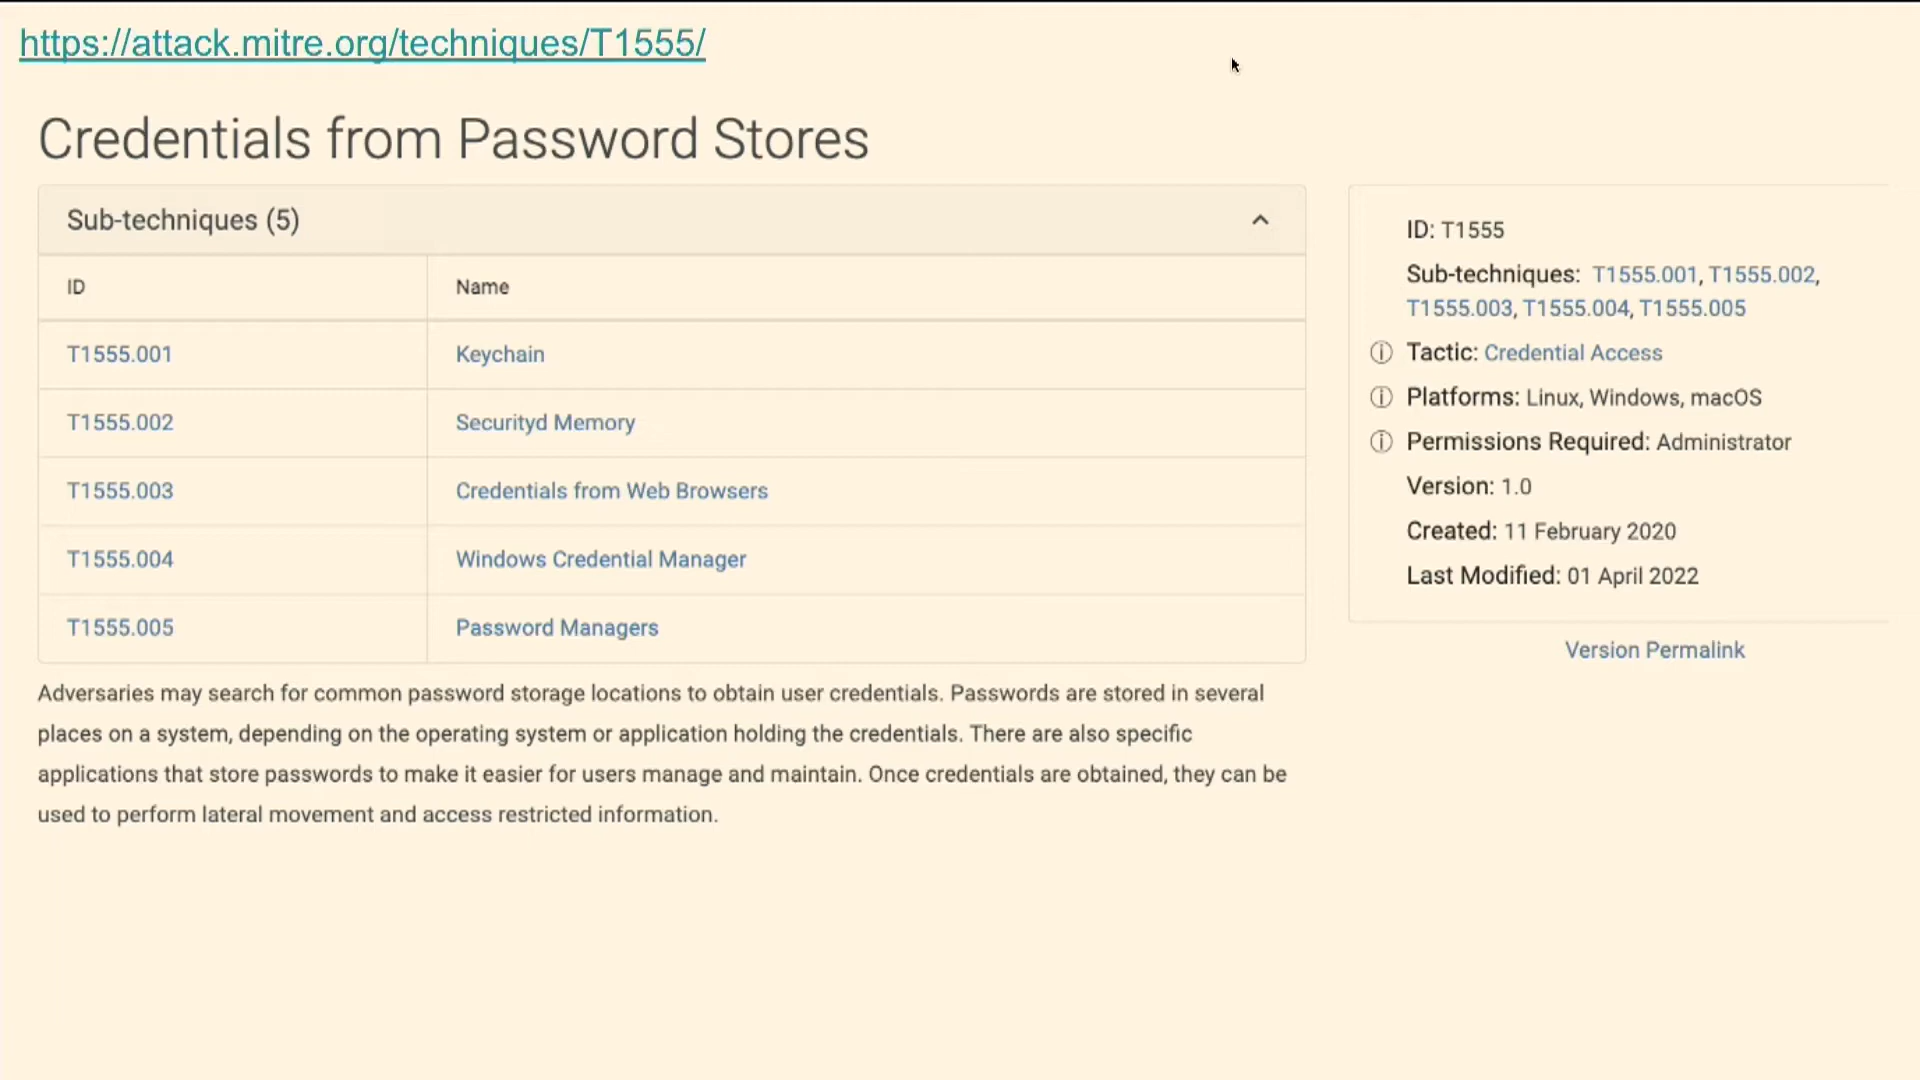 https://attack.mitre.org/techniques/T1555/
Credentials from Password Stores
Sub-techniques (5)
ID Name
T1555.001 Keychain
T1555.002 Securityd Memory
T1555.003 Credentials from Web Browsers
T1555.004 Windows Credential Manager
T1555.005 Password Managers
Adversaries may search for common password storage locations to obtain user credentials. Passwords are stored in several
places on a system, depending on the operating system or application holding the credentials. There are also specific
applications that store passwords to make it easier for users manage and maintain. Once credentials are obtained, they can be
used to perform lateral movement and access restricted information.
ID: T1555
Sub-techniques: T1555.001, T1555.002,
T1555.003, T1555.004, T1555.005
Tactic: Credential Access
Platforms: Linux, Windows, macOS
Permissions Required: Administrator
Version: 1.0
Created: 11 February 2020
Last Modified: 01 April 2022
Version Permalink